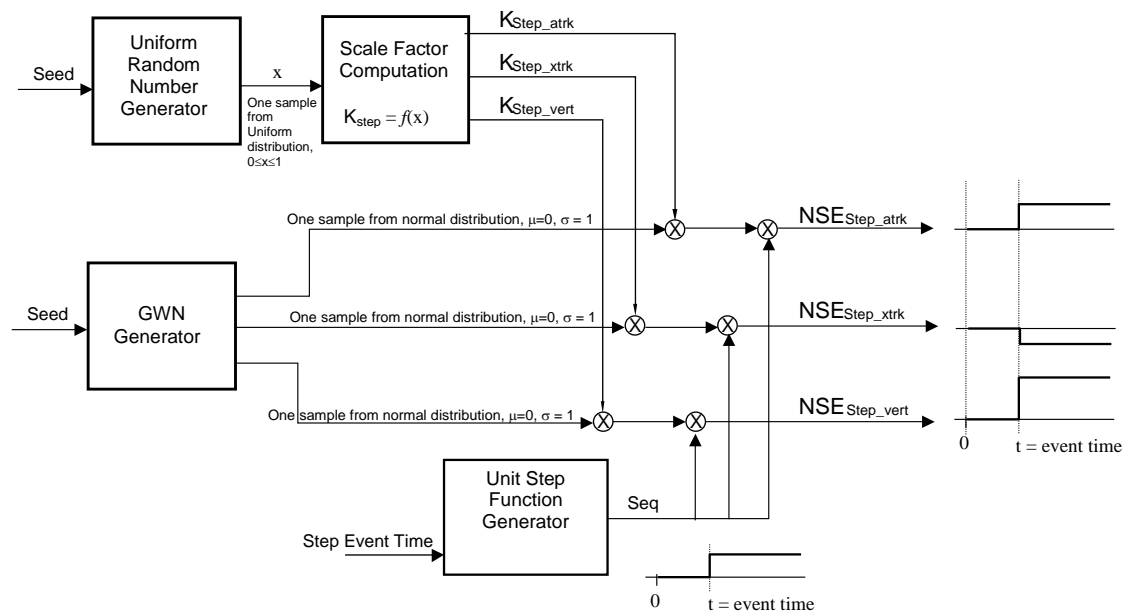 Seed
Uniform
Random
Number
Generator
x
One sample
from
Uniform
distribution,
0≤x≤1
Scale Factor
Computation
Kstep = f(x)
KStep_atrk
KStep_xtrk
KStep_vert
One sample from normal distribution, μ=0, σ = 1
X
X
NSEStep_atrk
Seed
GWN
Generator
One sample from normal distribution, μ=0, σ = 1
X
X
NSEStep_xtrk
One sample from normal distribution, μ=0, σ = 1
X
X
NSEStep_vert
0
t = event time
Step Event Time
Unit Step
Function
Generator
Seq
0
t = event time